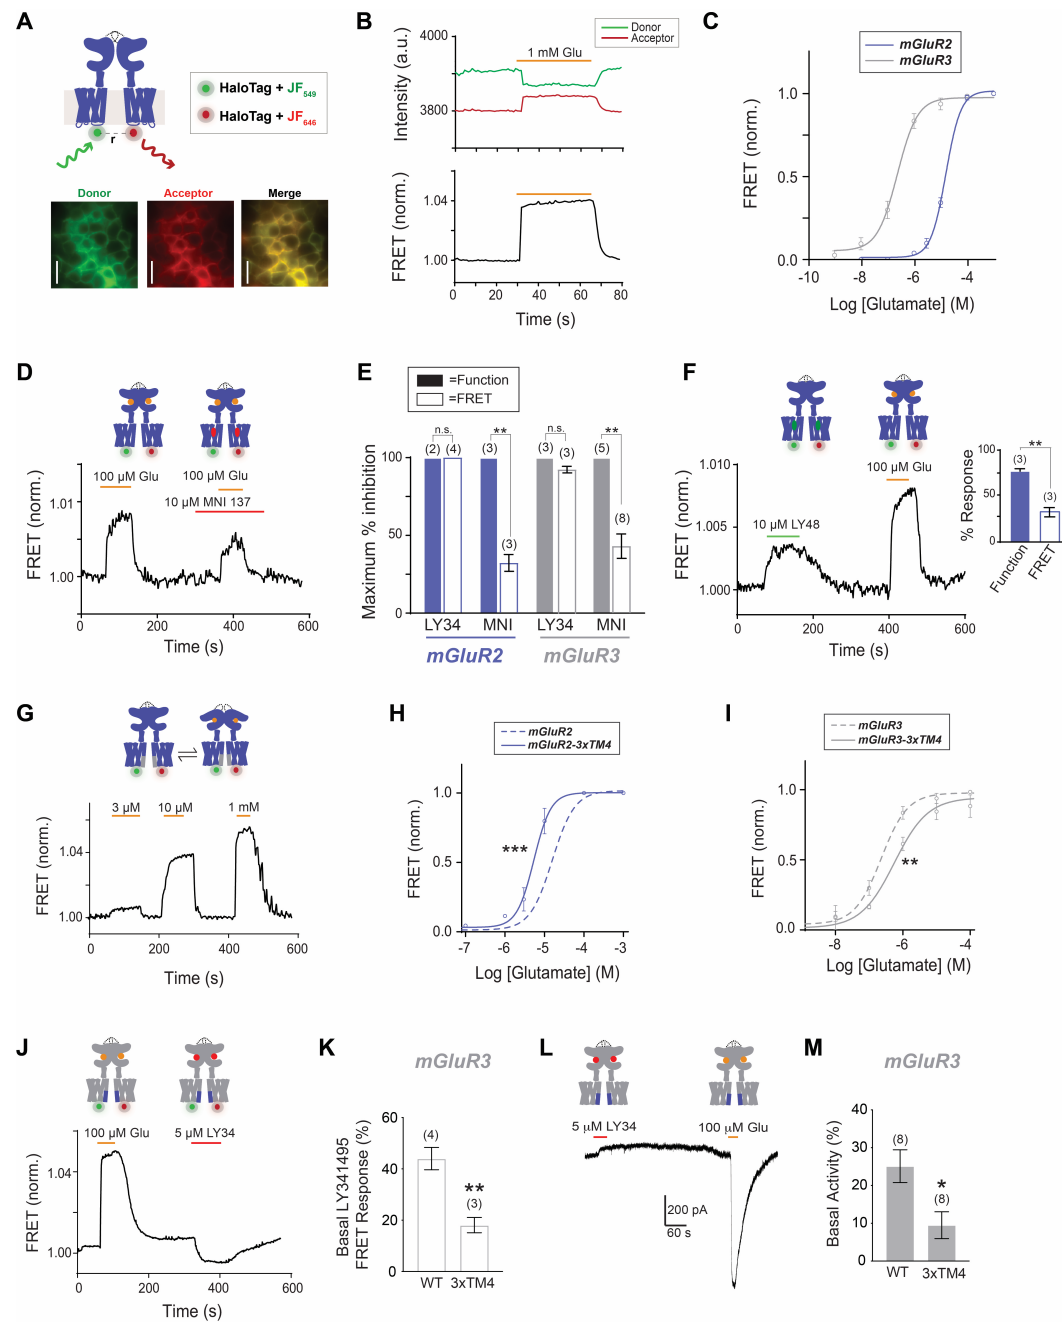 A
HaloTag + JF549
HaloTag + JF646
r
Donor
Acceptor
Merge
B
Donor
Acceptor
4000
3800
Intensity (a.u.)
1 mM Glu
1.04
1.00
FRET (norm.)
0
20
40
60
80
Time (s)
C
mGluR2
mGluR3
1.0
0.5
0.0
FRET (norm.)
-10
-8
-6
-4
Log [Glutamate] (M)
D
100 µM Glu
100 µM Glu
10 µM MNI 137
1.01
1.00
FRET (norm.)
0
200
400
600
Time (s)
E
=Function
=FRET
n.s.
**
n.s.
**
(2)
(4)
(3)
(3)
(3)
(3)
(5)
(8)
100
50
0
Maximum % inhibition
LY34
MNI
LY34
MNI
mGluR2
mGluR3
F
100 µM Glu
10 µM LY48
1.010
1.005
1.000
FRET (norm.)
0
200
400
600
Time (s)
% Response
100
50
0
(3)
**
(3)
Function
FRET
G
3 µM
10 µM
1 mM
1.04
1.00
FRET (norm.)
0
200
400
600
Time (s)
H
mGluR2
mGluR2-3xTM4
1.0
0.5
0.0
FRET (norm.)
***
-7
-6
-5
-4
-3
Log [Glutamate] (M)
I
mGluR3
mGluR3-3xTM4
1.0
0.5
0.0
FRET (norm.)
**
-8
-6
-4
Log [Glutamate] (M)
J
100 µM Glu
5 µM LY34
1.04
1.00
FRET (norm.)
0
200
400
600
Time (s)
K
mGluR3
60
40
20
0
Basal LY341495
FRET Response (%)
(4)
**
(3)
WT
3xTM4
L
5 µM LY34
100 µM Glu
200 pA
60 s
M
mGluR3
40
30
20
10
0
Basal Activity (%)
(8)
*
(8)
WT
3xTM4